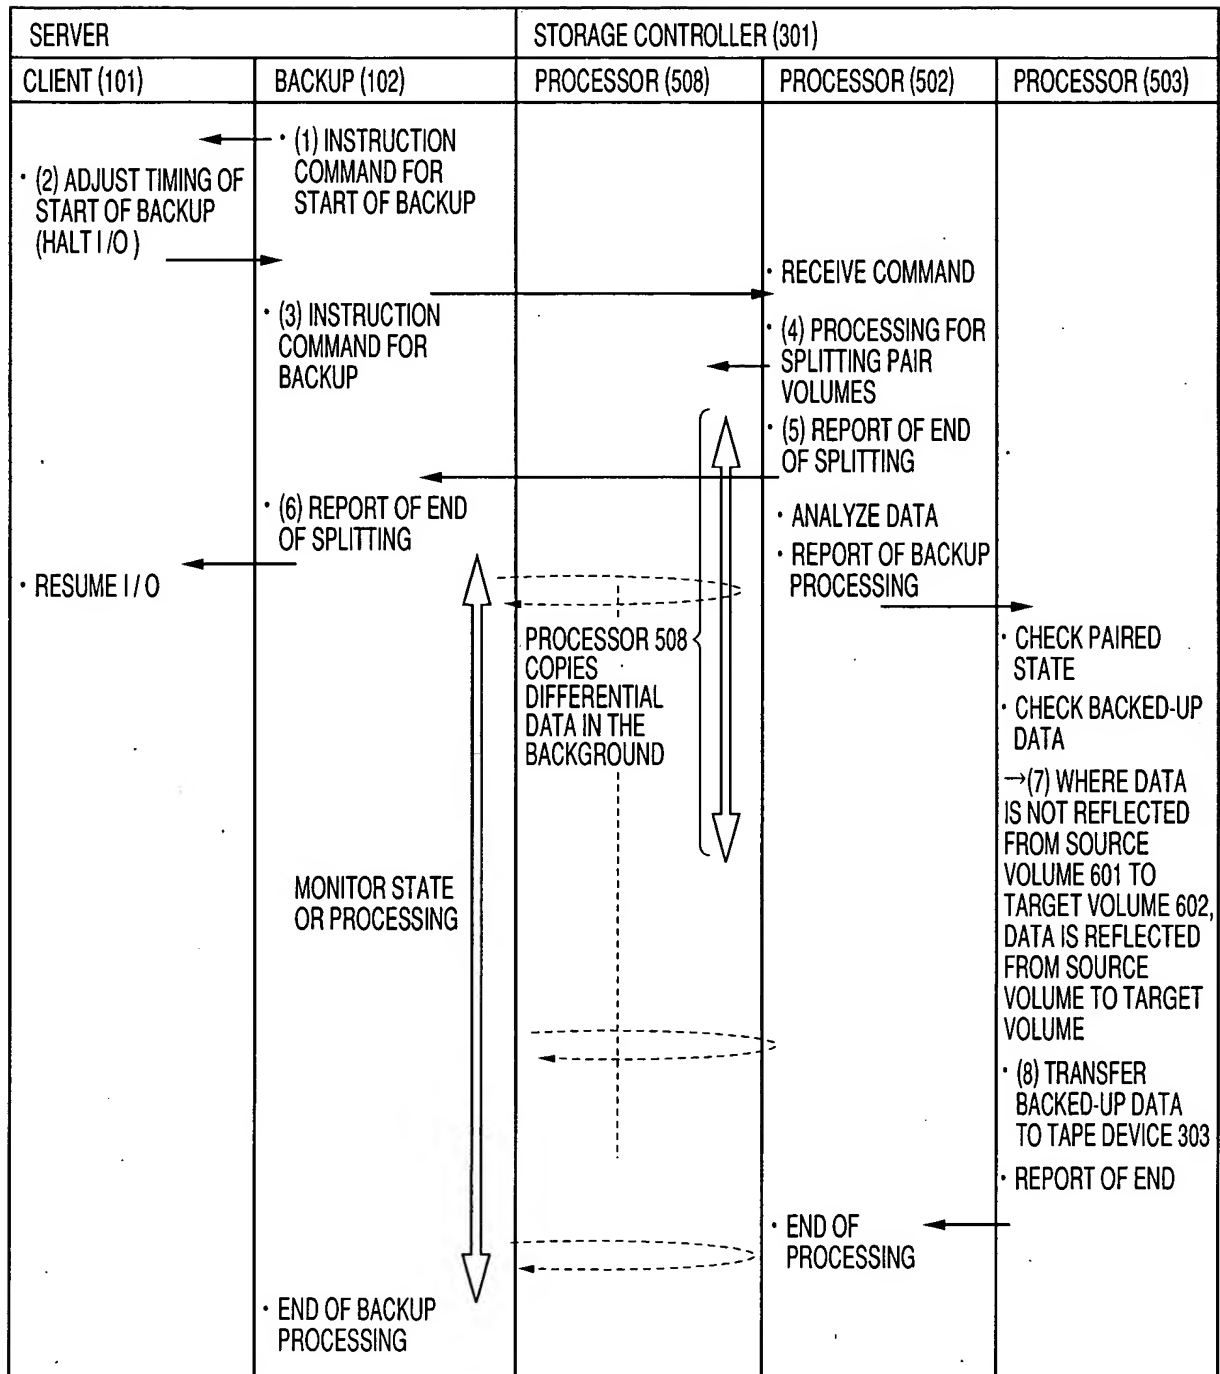 SERVER
STORAGE CONTROLLER (301)
CLIENT (101)
BACKUP (102)
PROCESSOR (508)
PROCESSOR (502)
PROCESSOR (503)
· (1) INSTRUCTION
COMMAND FOR
START OF BACKUP
· (2) ADJUST TIMING OF
START OF BACKUP
(HALT I/O)
· RECEIVE COMMAND
· (3) INSTRUCTION
COMMAND FOR
BACKUP
· (4) PROCESSING FOR
SPLITTING PAIR
VOLUMES
· (5) REPORT OF END
OF SPLITTING
· (6) REPORT OF END
OF SPLITTING
· ANALYZE DATA
· REPORT OF BACKUP
PROCESSING
· RESUME I/O
PROCESSOR 508
COPIES
DIFFERENTIAL
DATA IN THE
BACKGROUND
· CHECK PAIRED
STATE
· CHECK BACKED-UP
DATA
→(7) WHERE DATA
IS NOT REFLECTED
FROM SOURCE
VOLUME 601 TO
TARGET VOLUME 602,
DATA IS REFLECTED
FROM SOURCE
VOLUME TO TARGET
VOLUME
MONITOR STATE
OR PROCESSING
· (8) TRANSFER
BACKED-UP DATA
TO TAPE DEVICE 303
· REPORT OF END
· END OF
PROCESSING
· END OF BACKUP
PROCESSING